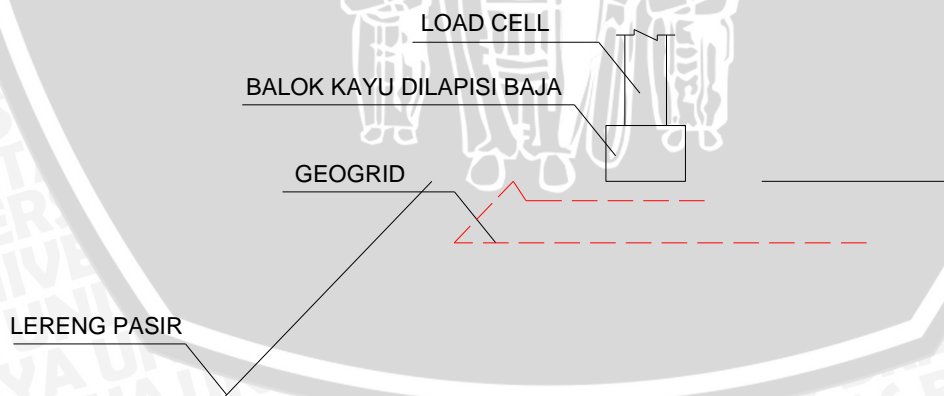 LOAD CELL
BALOK KAYU DILAPISI BAJA
GEOGRID
LERENG PASIR